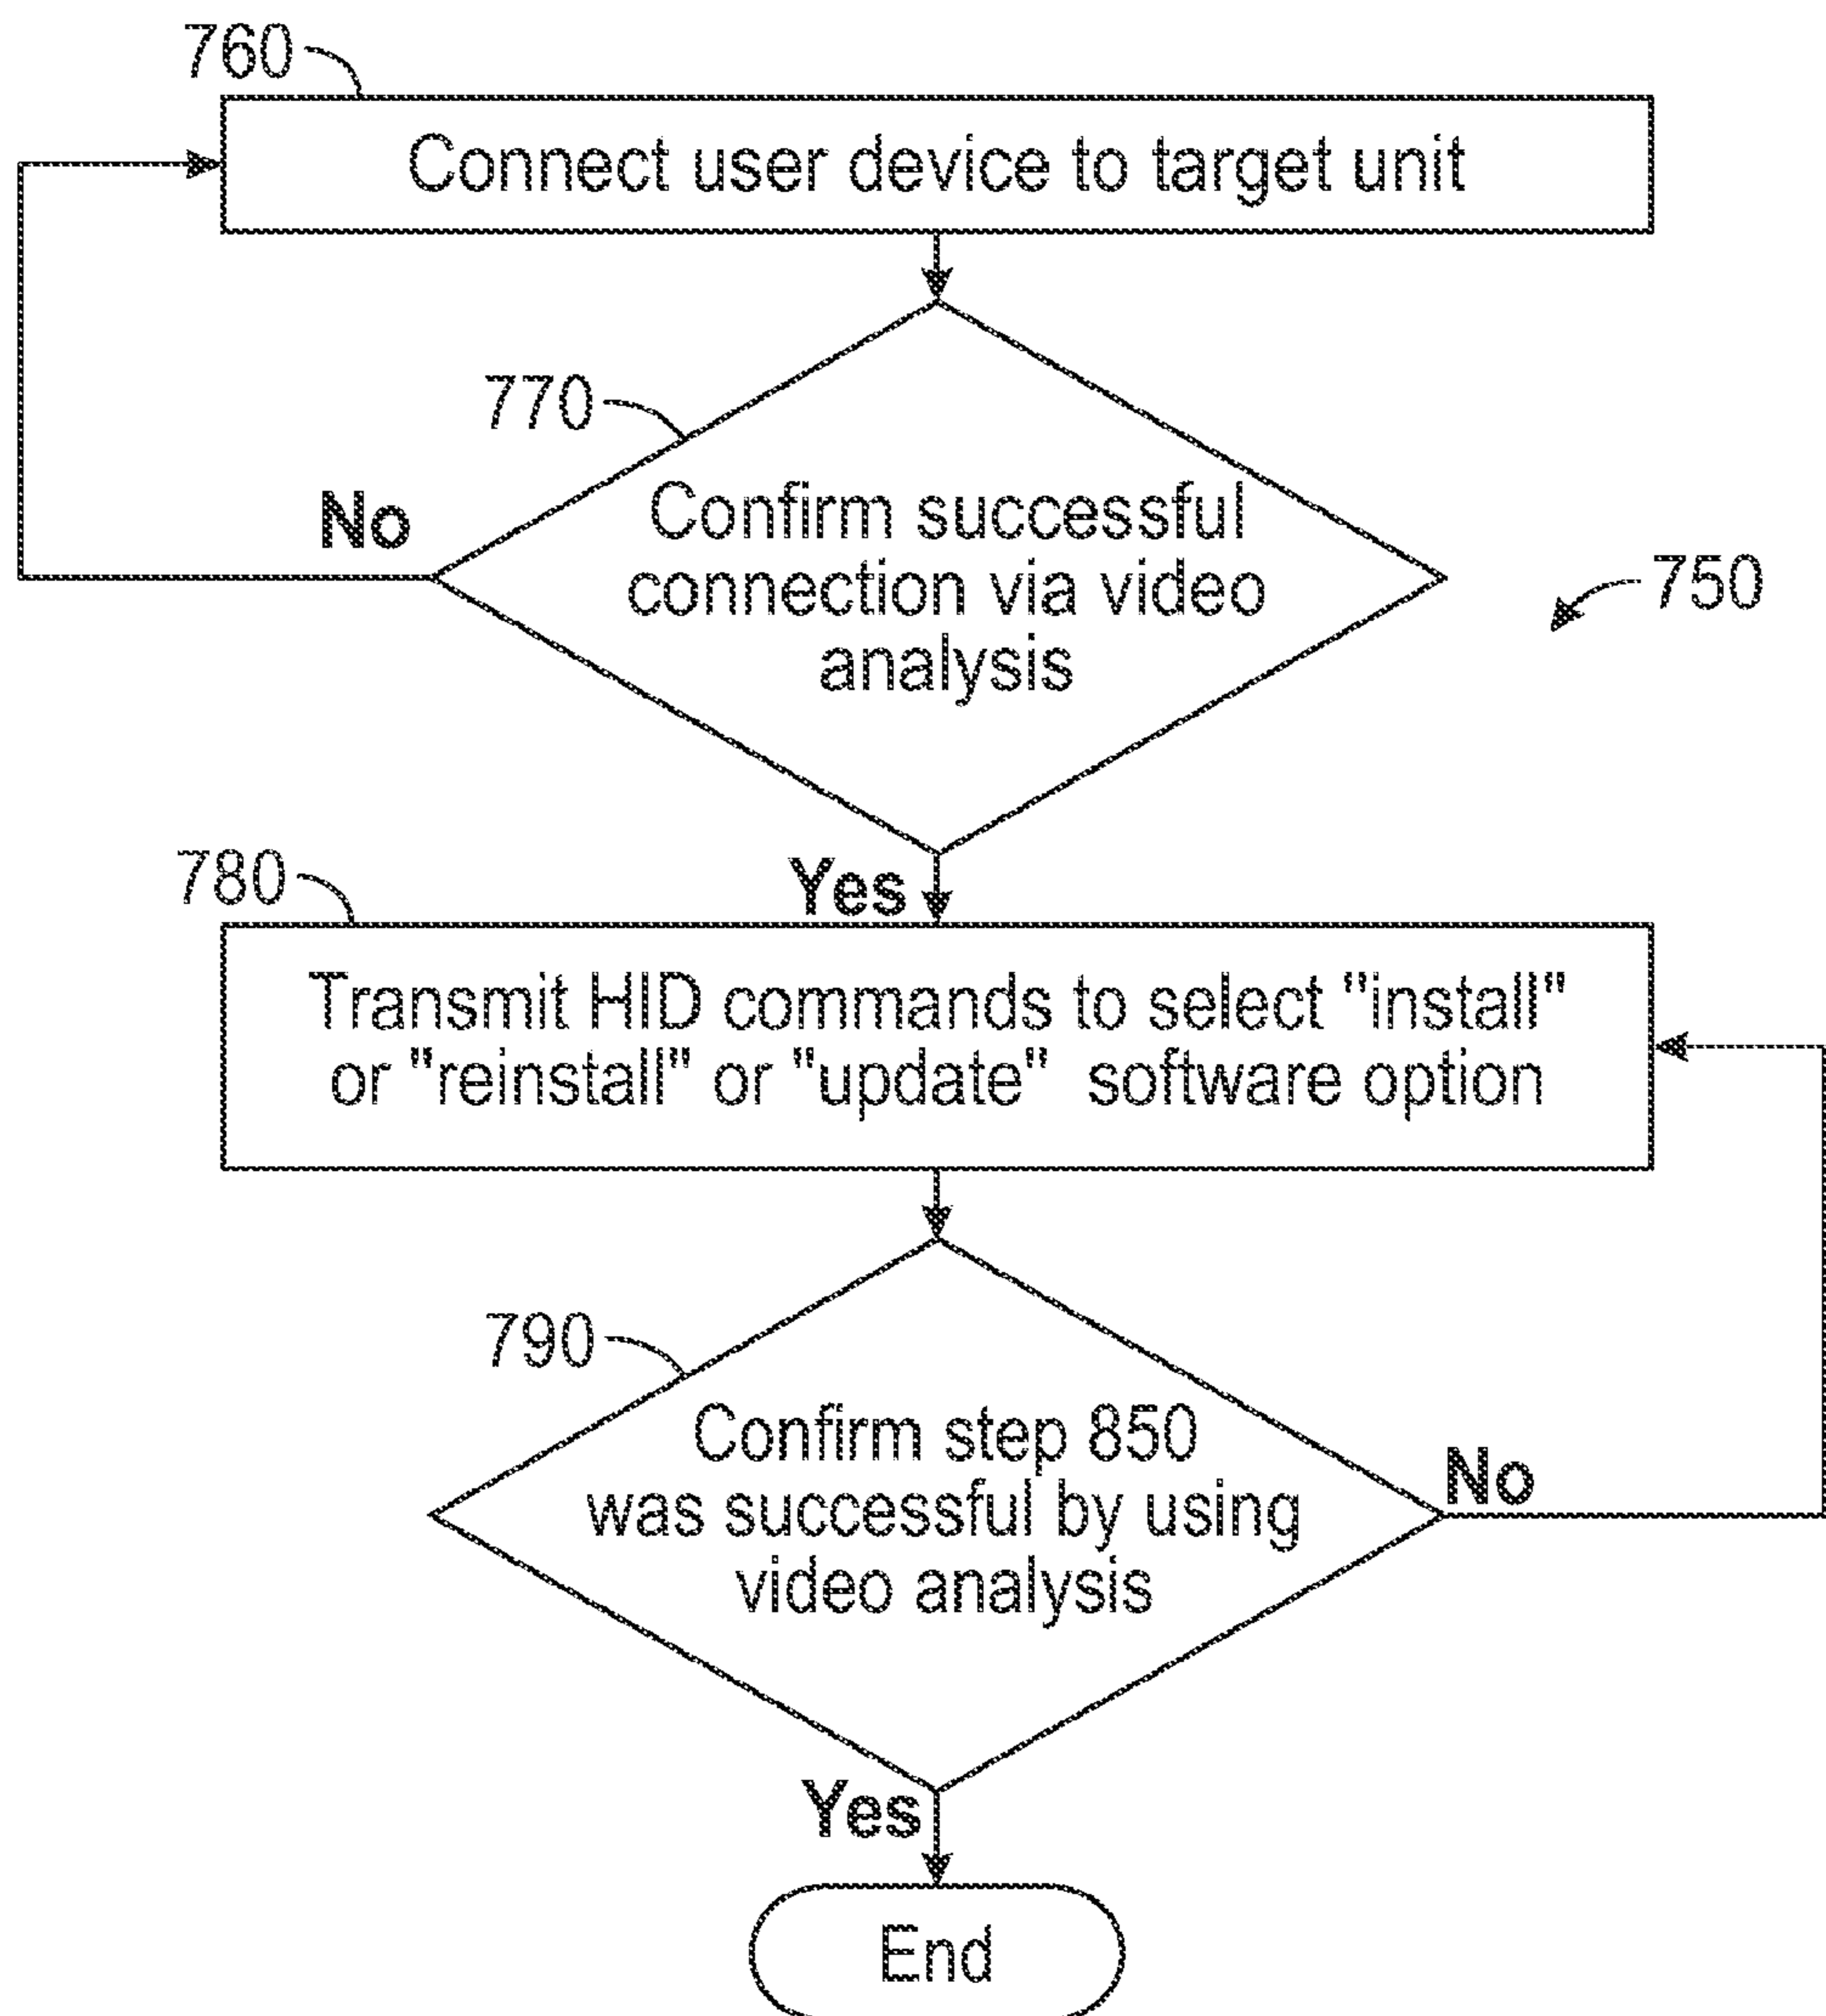 760
Connect user device to target unit
770
Confirm successful
connection via video
analysis
No
750
Yes
780
Transmit HID commands to select "install"
or "reinstall" or "update" software option
790
Confirm step 850
was successful by using
video analysis
No
Yes
End